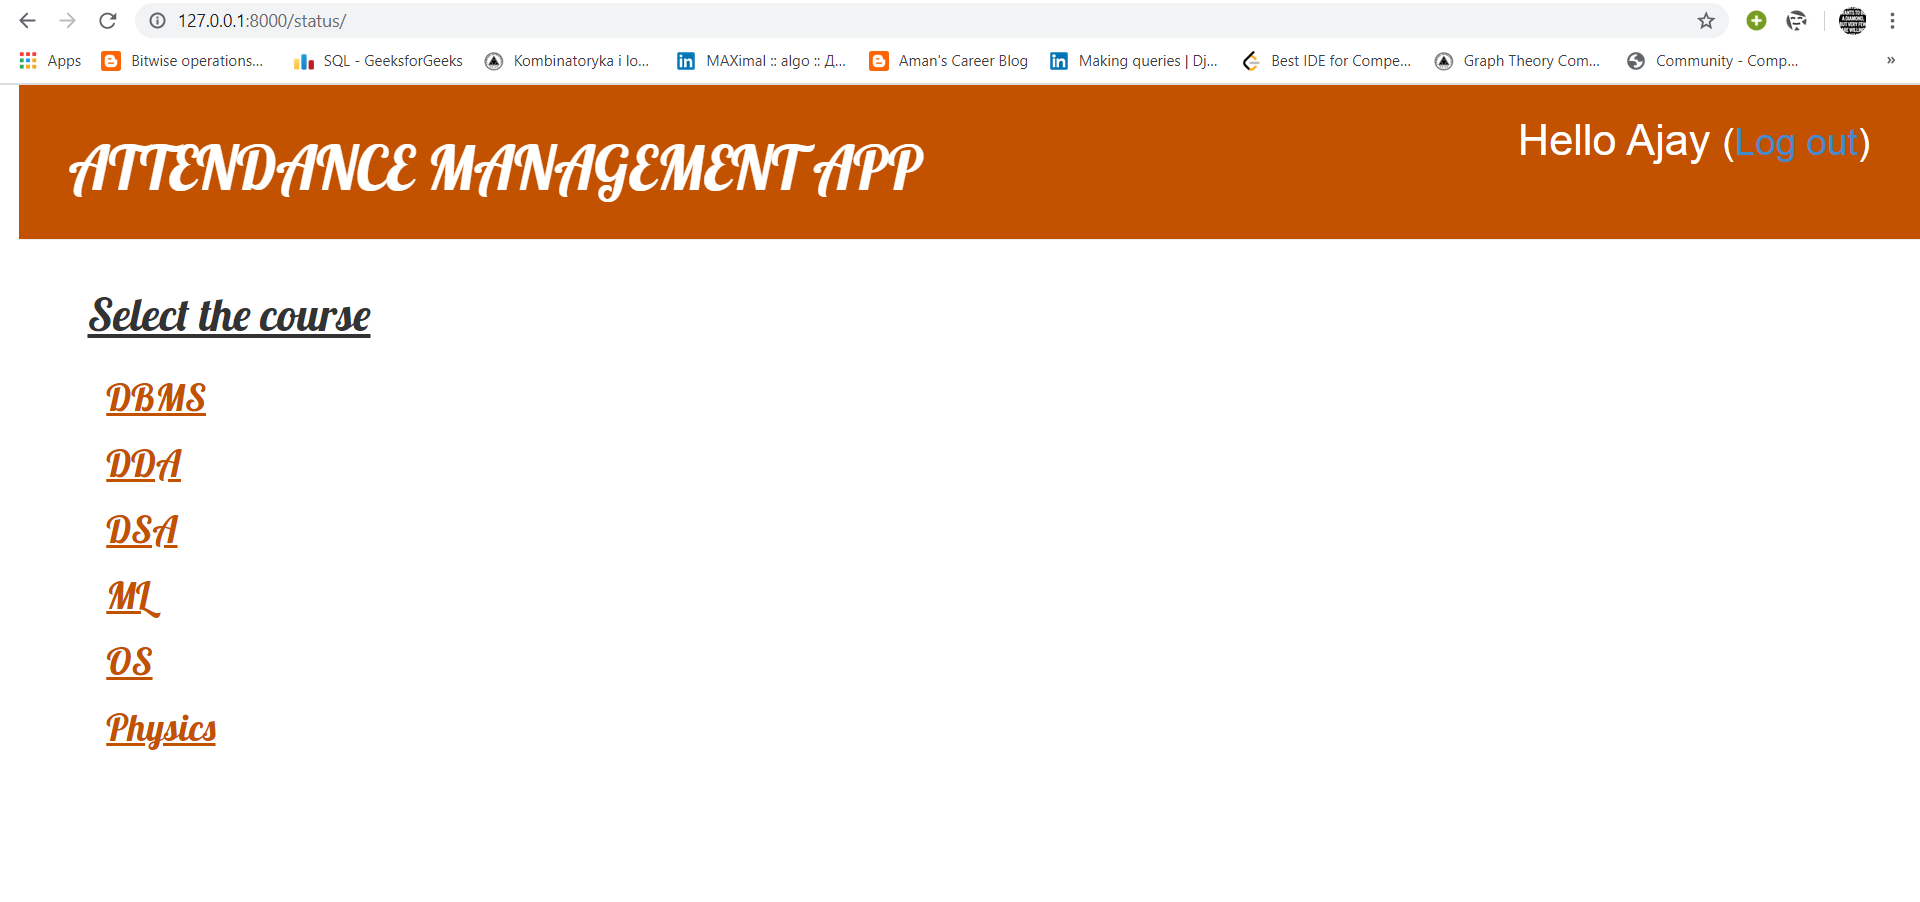 127.0.0.1:8000/status/
Apps Bitwise operations... SQL - GeeksforGeeks Kombinatoryka i lo... MAXimal :: algo :: Д... Aman's Career Blog Making queries | Dj... Best IDE for Compe... Graph Theory Com... Community - Comp... »
ATTENDANCE MANAGEMENT APP
Hello Ajay (Log out)
Select the course
DBMS
DDA
DSA
ML
OS
Physics